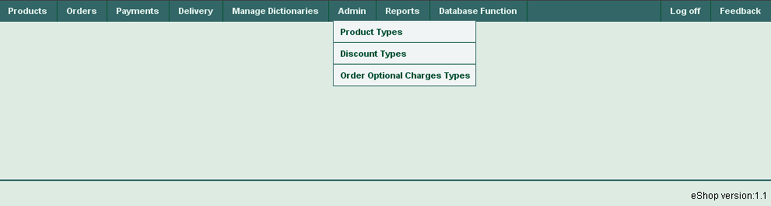 Products Orders Payments Delivery Manage Dictionaries Admin Reports Database Function Log off Feedback
Product Types
Discount Types
Order Optional Charges Types
eShop version:1.1